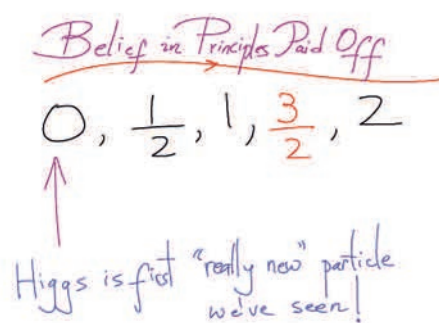 Belief in Principles Paid Off
0, 1/2, 1, 3/2, 2
Higgs is first "really new" particle
we've seen!